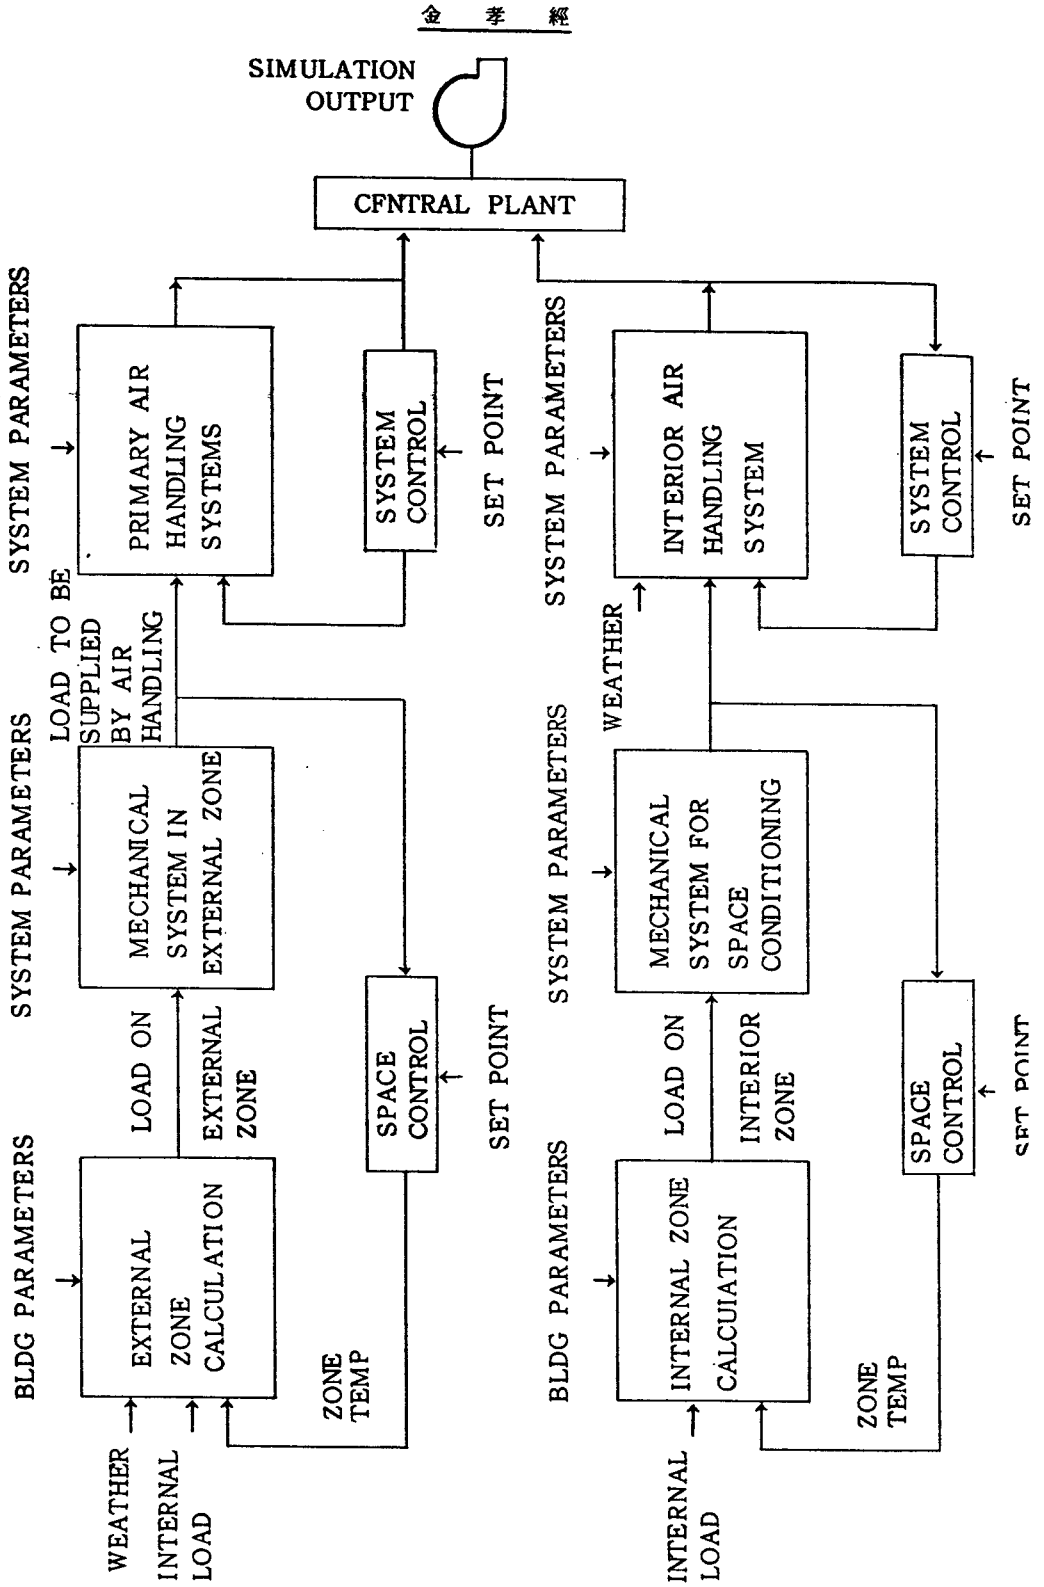 金 孝 經
SIMULATION
OUTPUT
CFNTRAL PLANT
SYSTEM PARAMETERS
PRIMARY AIR
HANDLING
SYSTEMS
SYSTEM
CONTROL
SET POINT
LOAD TO BE
SUPPLIED
BY AIR
HANDLING
SYSTEM PARAMETERS
MECHANICAL
SYSTEM IN
EXTERNAL ZONE
LOAD ON
EXTERNAL
ZONE
SPACE
CONTROL
SET POINT
BLDG PARAMETERS
EXTERNAL
ZONE
CALCULATION
ZONE
TEMP
WEATHER
INTERNAL
LOAD
SYSTEM PARAMETERS
INTERIOR AIR
HANDLING
SYSTEM
SYSTEM
CONTROL
SET POINT
WEATHER
SYSTEM PARAMETERS
MECHANICAL
SYSTEM FOR
SPACE
CONDITIONING
LOAD ON
INTERIOR
ZONE
SPACE
CONTROL
SET POINT
BLDG PARAMETERS
INTERNAL ZONE
CALCUIATION
ZONE
TEMP
INTERNAL
LOAD